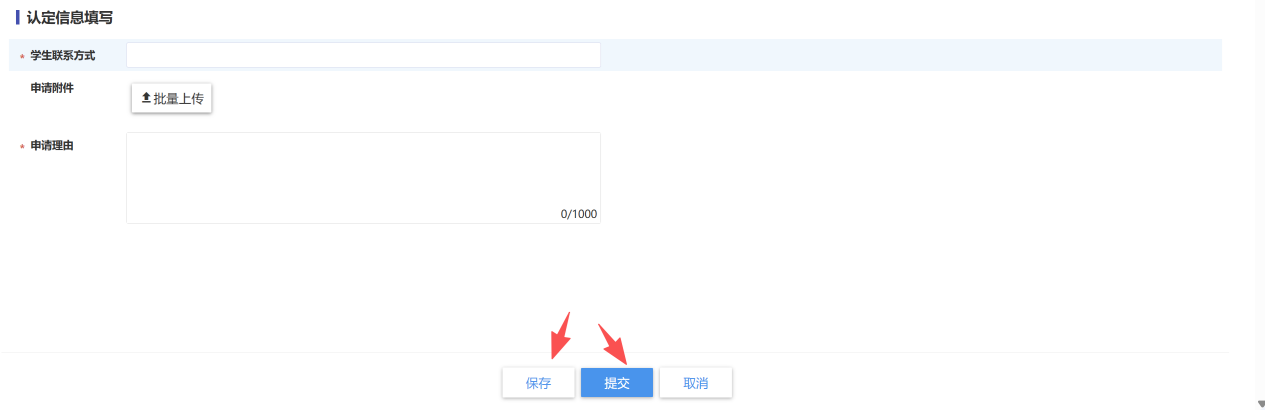 认定信息填写
* 学生联系方式
申请附件
批量上传
* 申请理由
0/1000
保存 提交 取消